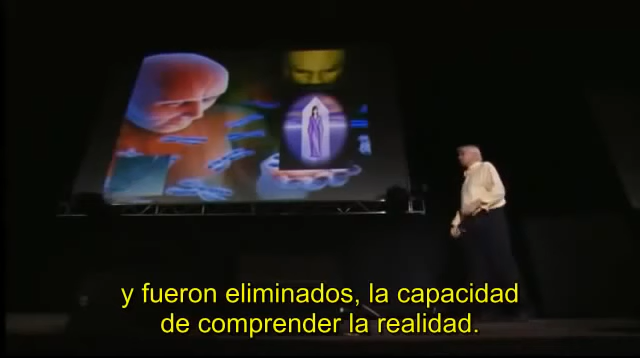 y fueron eliminados, la capacidad
de comprender la realidad.